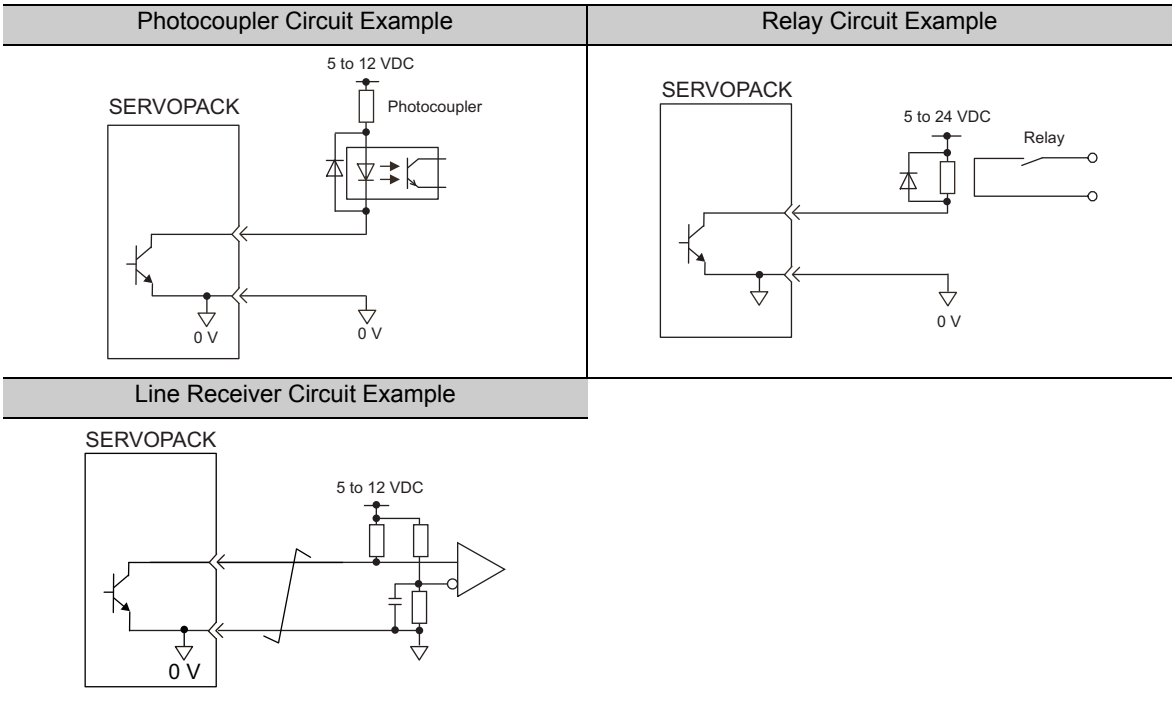 Photocoupler Circuit Example
5 to 12 VDC
SERVOPACK
Photocoupler
0 V
0 V
Relay Circuit Example
SERVOPACK
5 to 24 VDC
Relay
0 V
Line Receiver Circuit Example
SERVOPACK
5 to 12 VDC
0 V